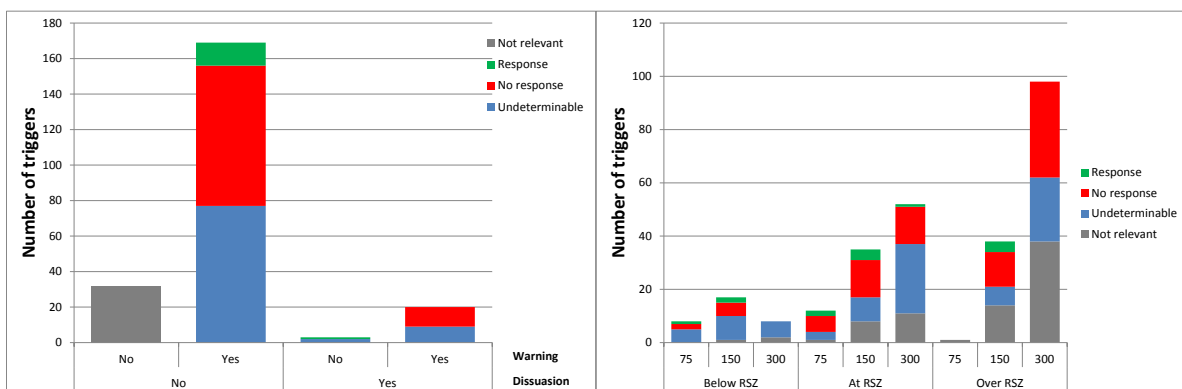 180
160
140
120
100
80
60
40
20
0
Number of triggers
Not relevant
Response
No response
Undeterminable
No Yes No Yes Warning
No Yes Dissuasion
120
100
80
60
40
20
0
Number of triggers
Response
No response
Undeterminable
Not relevant
75 150 300 75 150 300 75 150 300
Below RSZ At RSZ Over RSZ